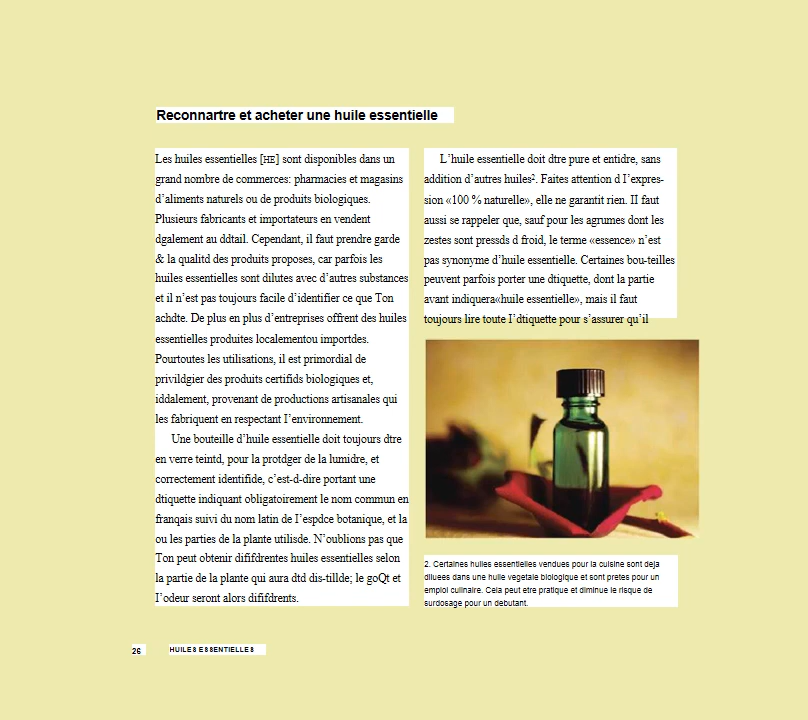 Reconnartre et acheter une huile essentielle
Les huiles essentielles [HE] sont disponibles dans un
grand nombre de commerces: pharmacies et magasins
d’aliments naturels ou de produits biologiques.
Plusieurs fabricants et importateurs en vendent
dgalement au ddtail. Cependant, il faut prendre garde
& la qualitd des produits proposes, car parfois les
huiles essentielles sont dilutes avec d’autres substances
et il n’est pas toujours facile d’identifier ce que Ton
achdte. De plus en plus d’entreprises offrent des huiles
essentielles produites localementou importdes.
Pourtoutes les utilisations, il est primordial de
privildgier des produits certifids biologiques et,
iddalement, provenant de productions artisanales qui
les fabriquent en respectant I’environnement.
Une bouteille d’huile essentielle doit toujours dtre
en verre teintd, pour la protdger de la lumidre, et
correctement identifide, c’est-d-dire portant une
dtiquette indiquant obligatoirement le nom commun en
franqais suivi du nom latin de I’espdce botanique, et la
ou les parties de la plante utilisde. N’oublions pas que
Ton peut obtenir dififdrentes huiles essentielles selon
la partie de la plante qui aura dtd dis-tillde; le goQt et
I’odeur seront alors dififdrents.
L’huile essentielle doit dtre pure et entidre, sans
addition d’autres huiles². Faites attention d I’expres-
sion «100 % naturelle», elle ne garantit rien. II faut
aussi se rappeler que, sauf pour les agrumes dont les
zestes sont pressds d froid, le terme «essence» n’est
pas synonyme d’huile essentielle. Certaines bou-teilles
peuvent parfois porter une dtiquette, dont la partie
avant indiquera«huile essentielle», mais il faut
toujours lire toute I’dtiquette pour s’assurer qu’il
2. Certaines huiles essentielles vendues pour la cuisine sont deja
diluees dans une huile vegetale biologique et sont pretes pour un
emploi culinaire. Cela peut etre pratique et diminue le risque de
surdosage pour un debutant.
26 HUILES ESSENTIELLES